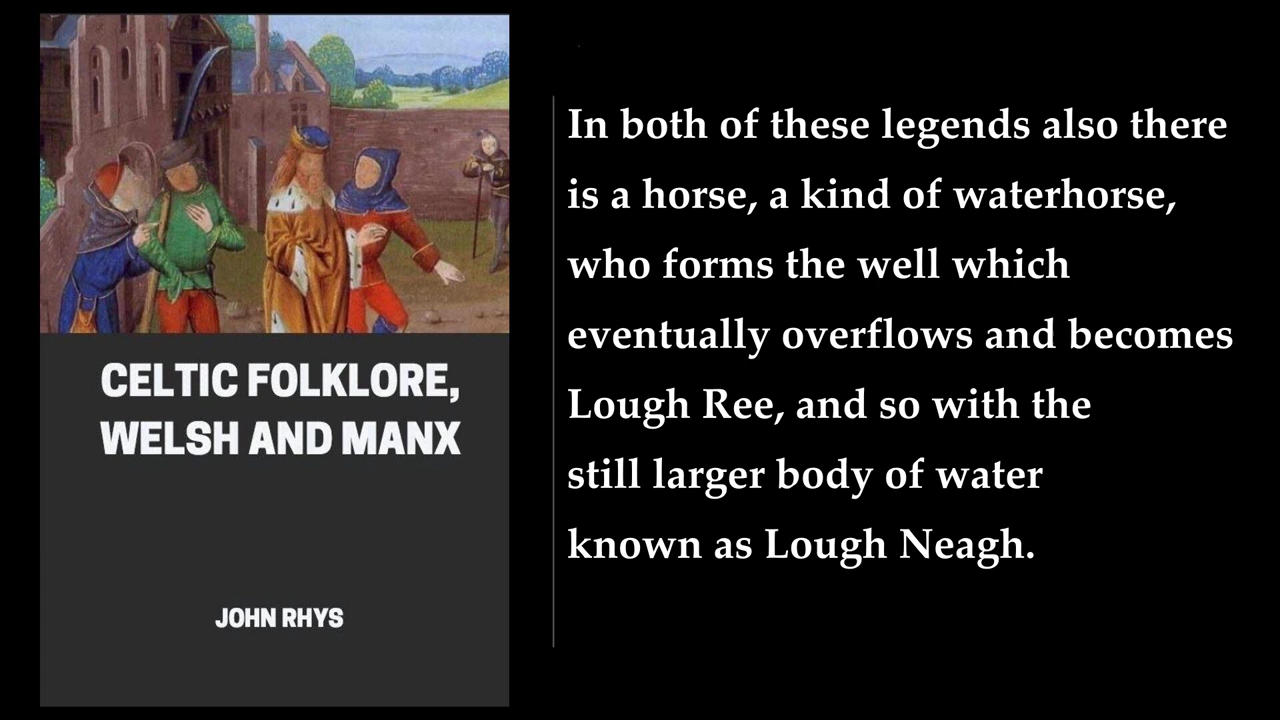 CELTIC FOLKLORE,
WELSH AND MANX
JOHN RHYS
In both of these legends also there
is a horse, a kind of waterhorse,
who forms the well which
eventually overflows and becomes
Lough Ree, and so with the
still larger body of water
known as Lough Neagh.